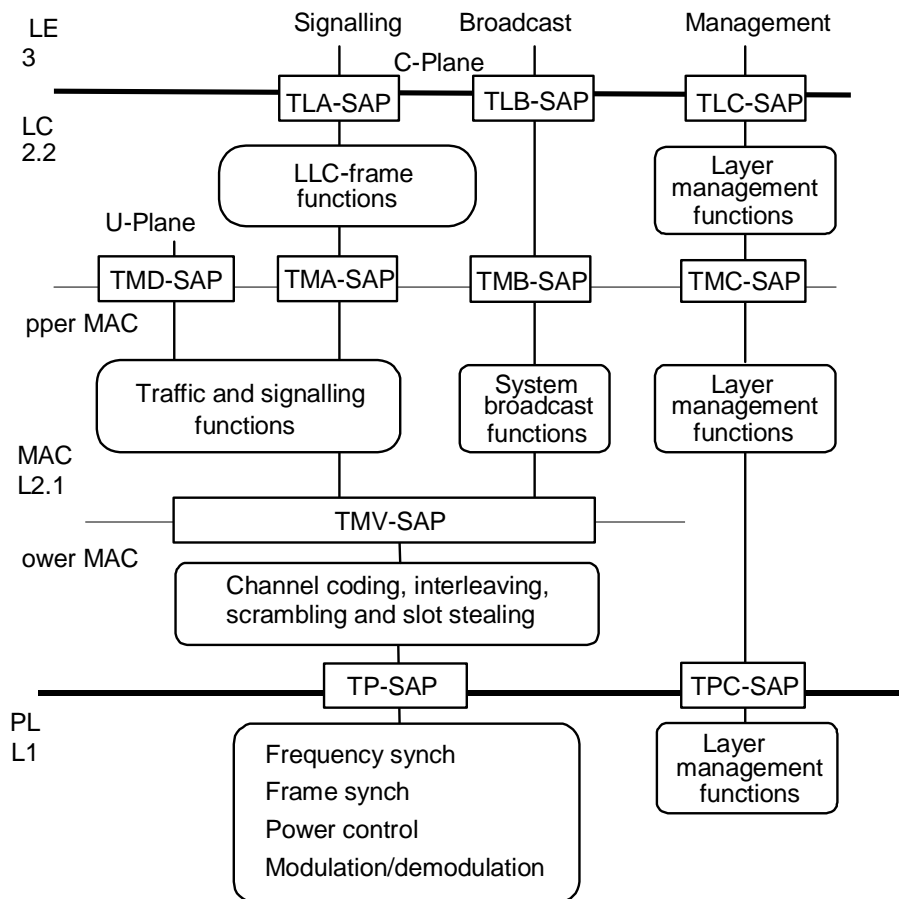 Signalling
Broadcast
Management
LE
3
C-Plane
TLA-SAP
TLB-SAP
TLC-SAP
LC
2.2
LLC-frame
functions
Layer
management
functions
U-Plane
TMD-SAP
TMA-SAP
TMB-SAP
TMC-SAP
pper MAC
Traffic and signalling
functions
System
broadcast
functions
Layer
management
functions
MAC
L2.1
TMV-SAP
ower MAC
Channel coding, interleaving,
scrambling and slot stealing
TP-SAP
TPC-SAP
PL
L1
Frequency synch
Frame synch
Power control
Modulation/demodulation
Layer
management
functions